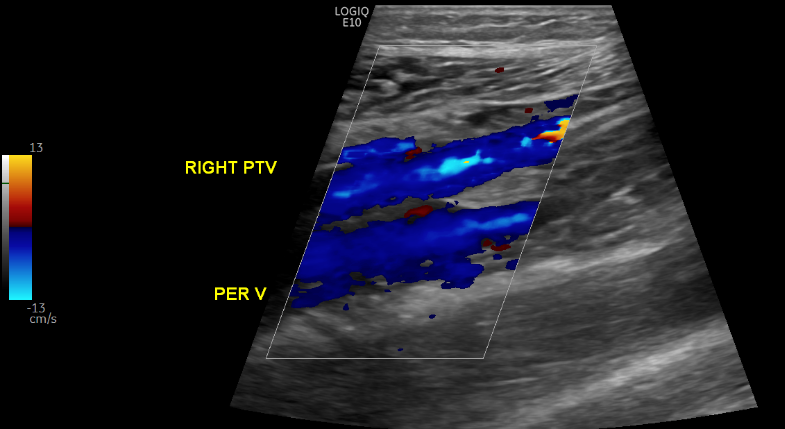 LOGIQ
E10
13
RIGHT PTV
PER V
-13
cm/s